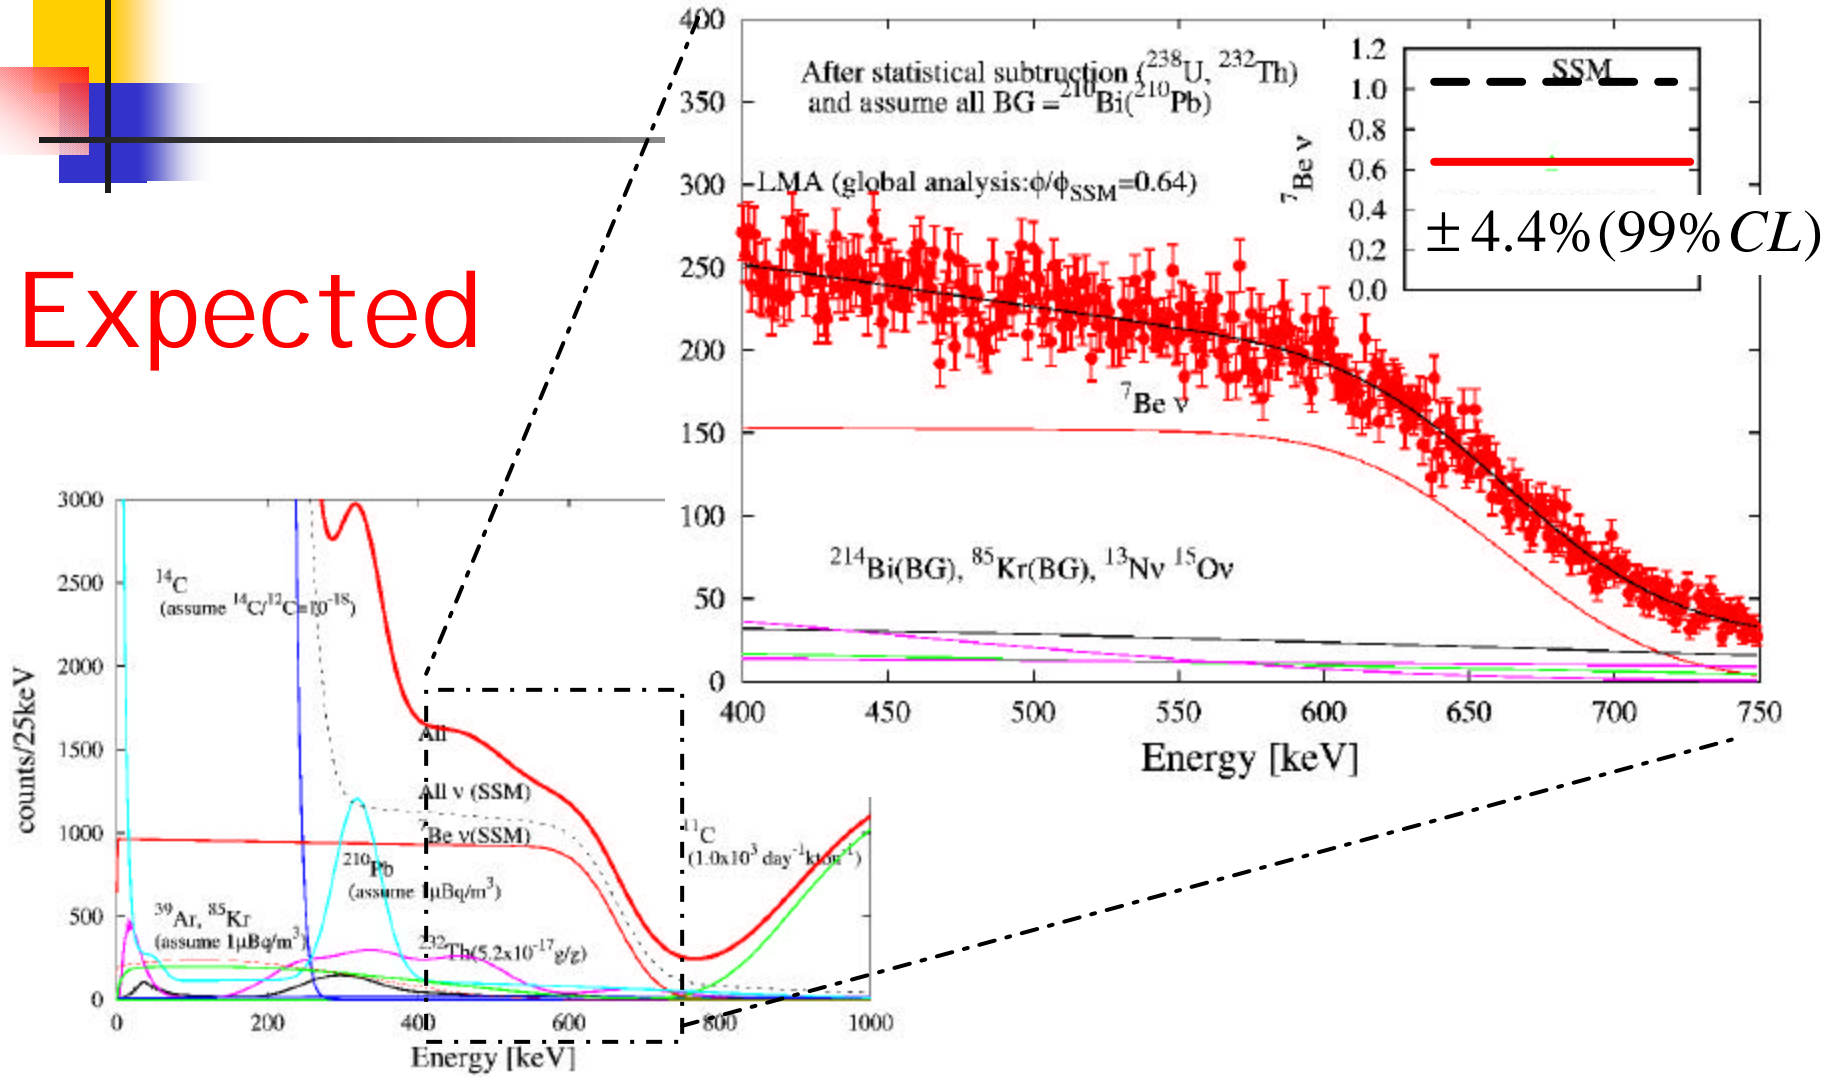 Expected
400
350
300
250
200
150
100
50
0
After statistical subtruction (²³⁸U, ²³²Th)
and assume all BG =²¹⁰Bi(²¹⁰Pb)
LMA (global analysis:ϕ/ϕSSM=0.64)
⁷Be ν
²¹⁴Bi(BG), ⁸⁵Kr(BG), ¹³Nν ¹⁵Oν
400 450 500 550 600 650 700 750
Energy [keV]
⁷Be ν
1.2
1.0
0.8
0.6
0.4
0.2
0.0
SSM
± 4.4% (99% CL)
counts/25keV
3000
2500
2000
1500
1000
500
0
¹⁴C
(assume ¹⁴C/¹²C=10⁻¹⁸)
All
All ν (SSM)
⁷Be ν(SSM)
²¹⁰Pb
(assume 1μBq/m³)
³⁹Ar, ⁸⁵Kr
(assume 1μBq/m³)
²³²Th(5.2x10⁻¹⁷g/g)
¹¹C
(1.0x10³ day⁻¹kton⁻¹)
0 200 400 600 800 1000
Energy [keV]